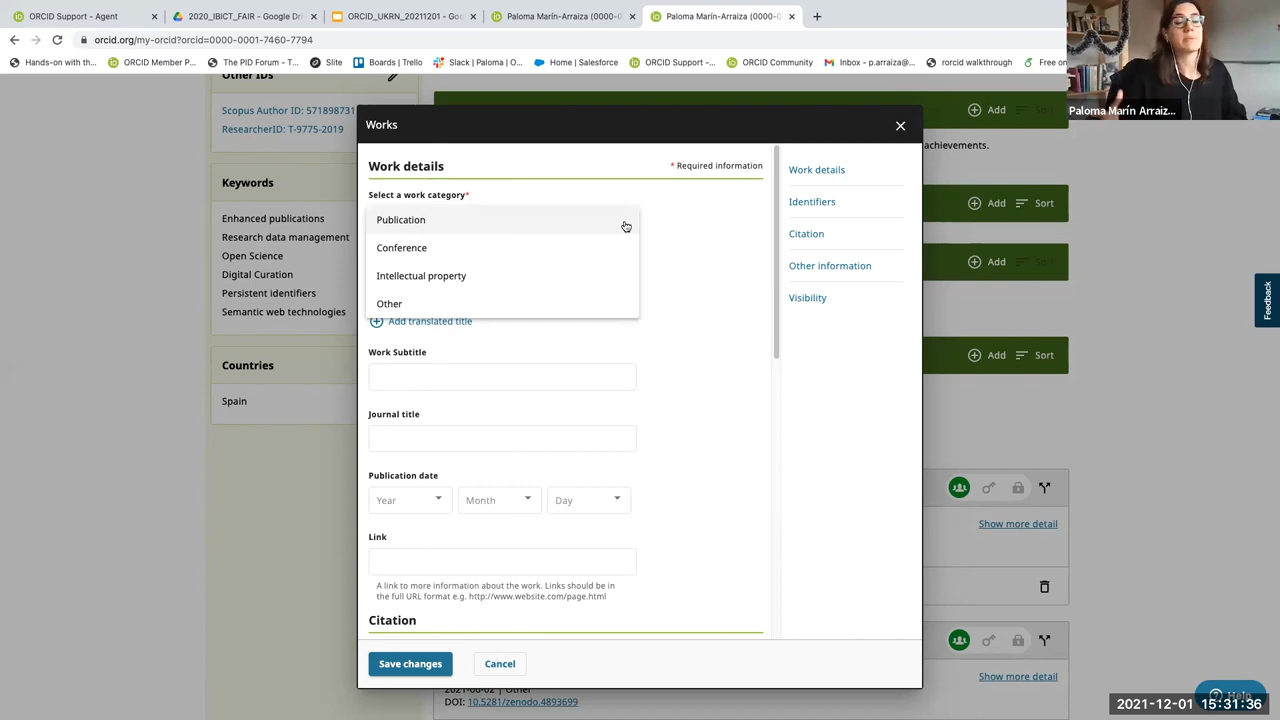 ORCID Support - Agent
2020_IBICT_FAIR - Google Dri
ORCID_UKRN_20211201 - Goo
Paloma Marín-Arraiza (0000-0
Paloma Marín-Arraiza (0000-0
orcid.org/my-orcid?orcid=0000-0001-7460-7794
Hands-on with th...
ORCID Member P...
The PID Forum - T...
Slite
Boards | Trello
Slack | Paloma | O...
Home | Salesforce
ORCID Support -...
ORCID Community
Inbox - p.arraiza@...
rorcid walkthrough
Free on
Paloma Marín Arraiz...
Other IDs
Scopus Author ID: 571898731
ResearcherID: T-9775-2019
Keywords
Enhanced publications
Research data management
Open Science
Digital Curation
Persistent identifiers
Semantic web technologies
Countries
Spain
Works
Work details
* Required information
Select a work category*
Publication
Conference
Intellectual property
Other
Add translated title
Work Subtitle
Journal title
Publication date
Year
Month
Day
Link
A link to more information about the work. Links should be in
the full URL format e.g. http://www.website.com/page.html
Citation
Save changes
Cancel
Work details
Identifiers
Citation
Other information
Visibility
Add
Sort
achievements.
Add
Sort
Add
Sort
Add
Sort
Show more detail
Show more detail
2021-08-02 | Other
DOI: 10.5281/zenodo.4893699
Feedback
Help
2021-12-01 15:31:36